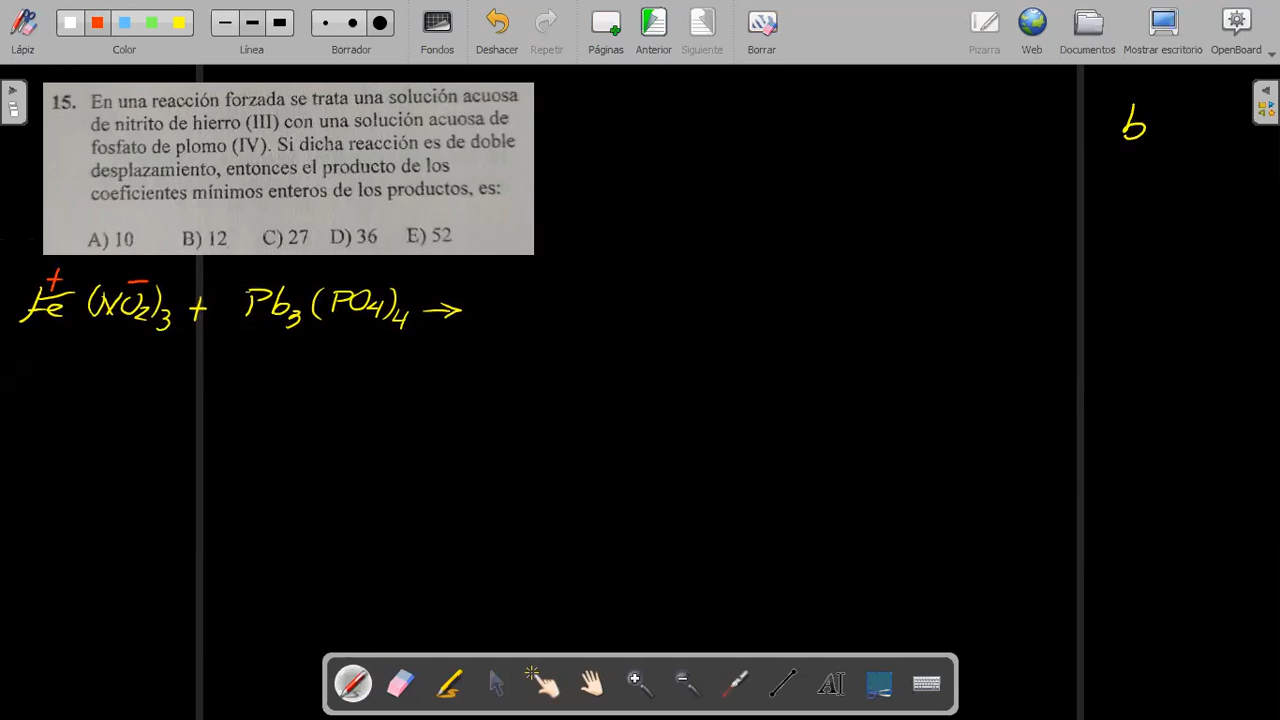 Lápiz
Color
Línea
Borrador
Fondos
Deshacer
Repetir
Páginas
Anterior
Siguiente
Borrar
Pizarra
Web
Documentos
Mostrar escritorio
OpenBoard
15. En una reacción forzada se trata una solución acuosa
de nitrito de hierro (III) con una solución acuosa de
fosfato de plomo (IV). Si dicha reacción es de doble
desplazamiento, entonces el producto de los
coeficientes mínimos enteros de los productos, es:
A) 10 B) 12 C) 27 D) 36 E) 52
b
+ −
Fe (NO2)3 + Pb3(PO4)4 →
AI